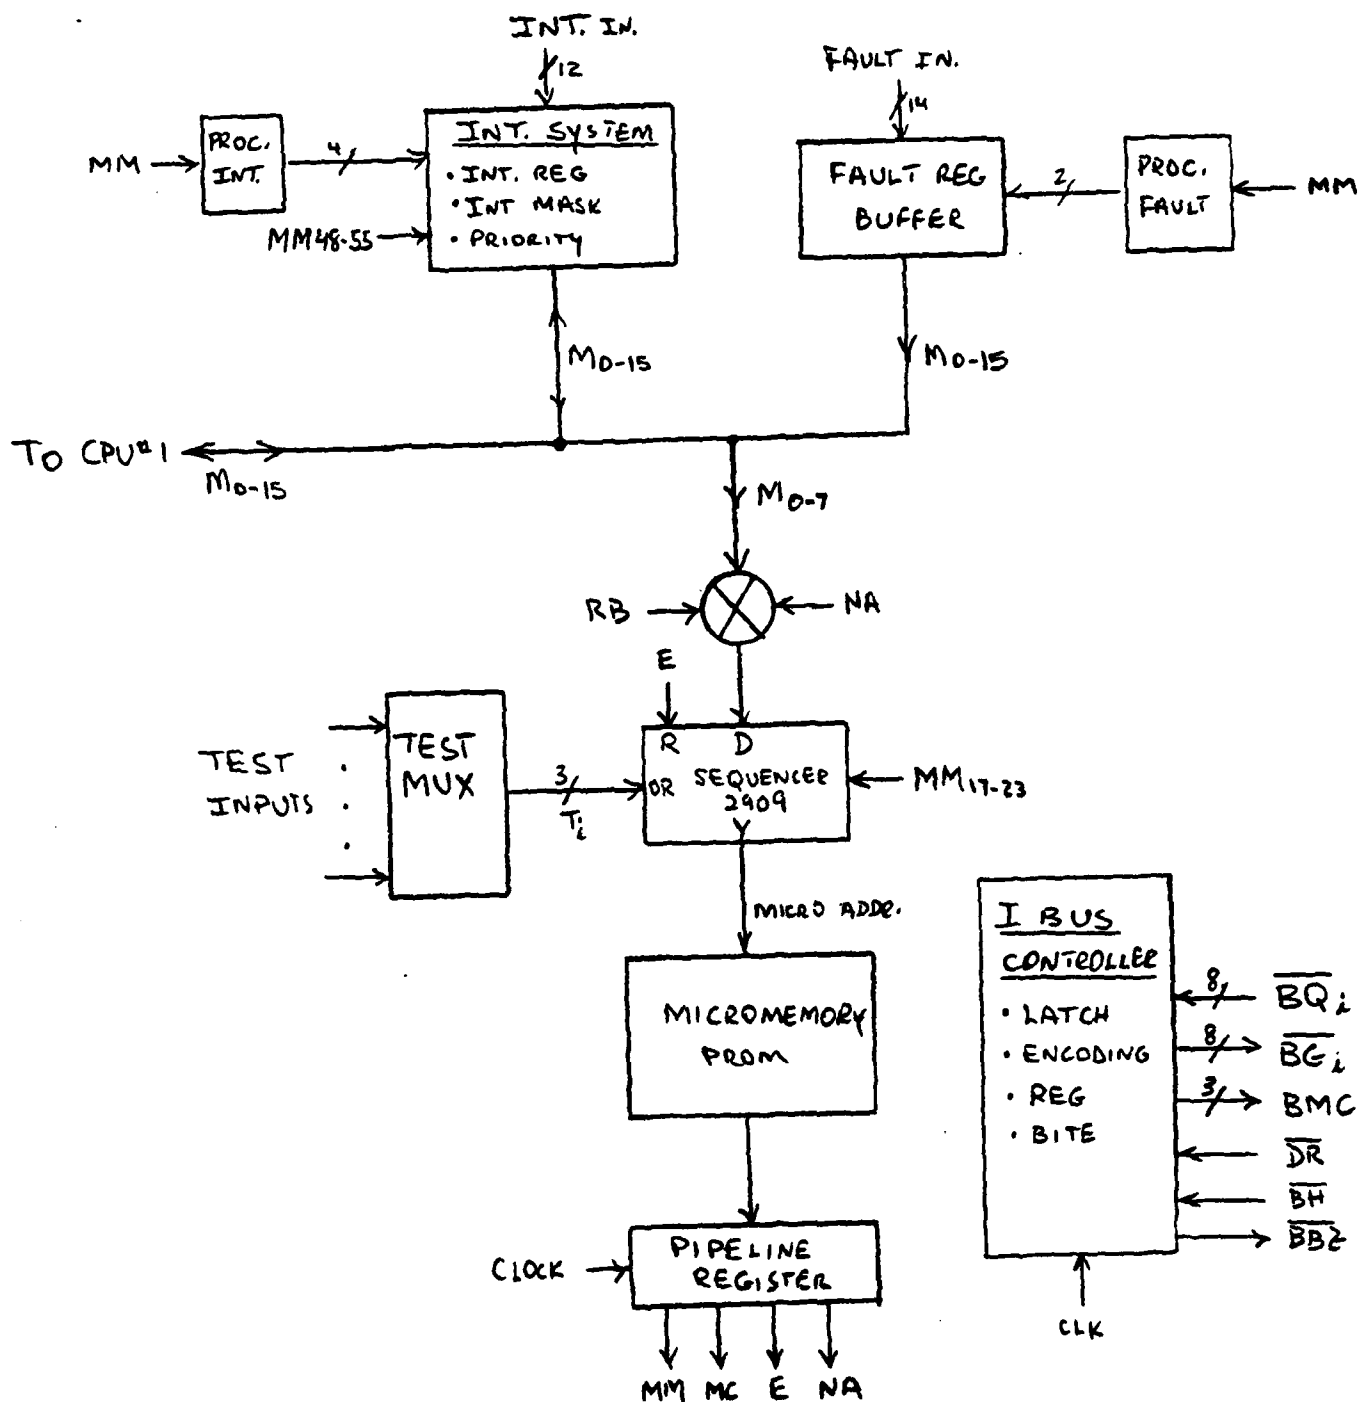 INT. IN.
12
FAULT IN.
14
MM
PROC.
INT.
4
INT. SYSTEM
• INT. REG
• INT MASK
• PRIORITY
MM48-55
FAULT REG
BUFFER
2
PROC.
FAULT
MM
M0-15
M0-15
TO CPU#1
M0-15
M0-7
RB
NA
E
TEST
INPUTS
TEST
MUX
3
Ti
R D
OR SEQUENCER
2909
Y
MM17-23
MICRO ADDR.
MICROMEMORY
PROM
CLOCK
PIPELINE
REGISTER
MM MC E NA
I BUS
CONTROLLER
• LATCH
• ENCODING
• REG
• BITE
8 BQi
8 BGi
3 BMC
DR
BH
BBZ
CLK